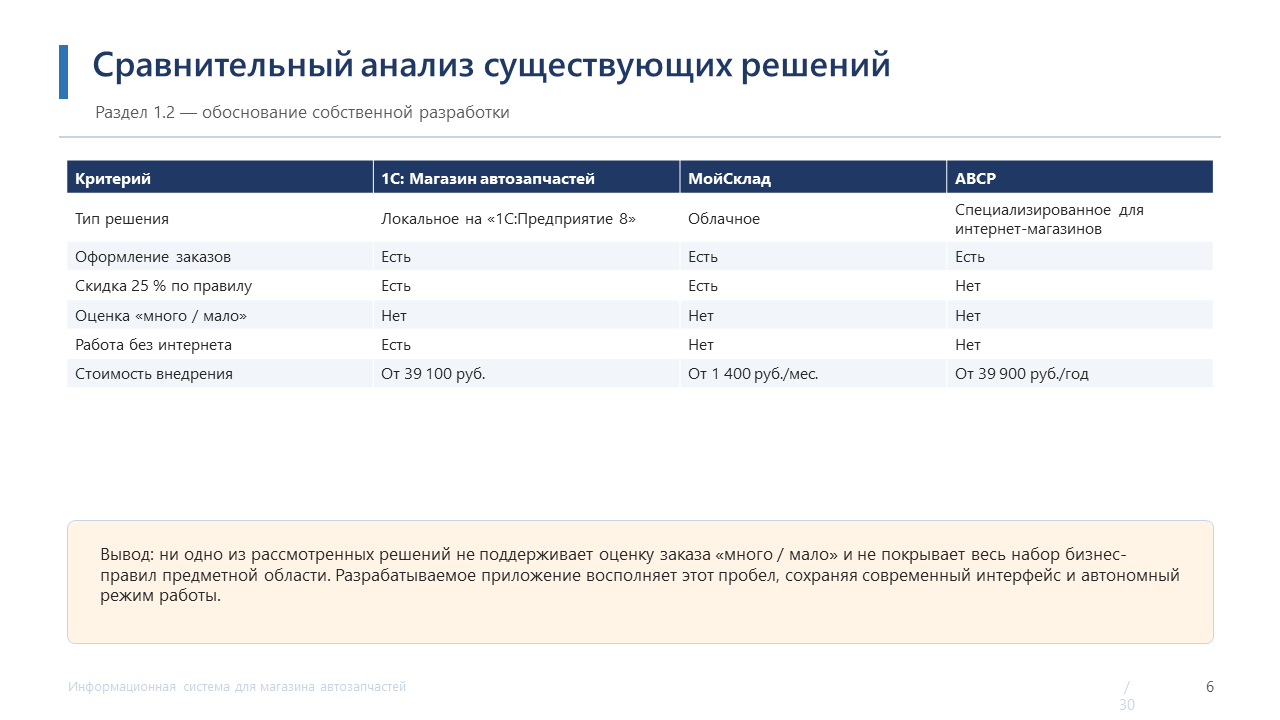 Сравнительный анализ существующих решений
Раздел 1.2 — обоснование собственной разработки
Критерий	1С: Магазин автозапчастей	МойСклад	ABCP
Тип решения	Локальное на «1С:Предприятие 8»	Облачное	Специализированное для
интернет-магазинов
Оформление заказов	Есть	Есть	Есть
Скидка 25 % по правилу	Есть	Есть	Нет
Оценка «много / мало»	Нет	Нет	Нет
Работа без интернета	Есть	Нет	Нет
Стоимость внедрения	От 39 100 руб.	От 1 400 руб./мес.	От 39 900 руб./год
Вывод: ни одно из рассмотренных решений не поддерживает оценку заказа «много / мало» и не покрывает весь набор бизнес-
правил предметной области. Разрабатываемое приложение восполняет этот пробел, сохраняя современный интерфейс и автономный
режим работы.
Информационная система для магазина автозапчастей
/
30
6